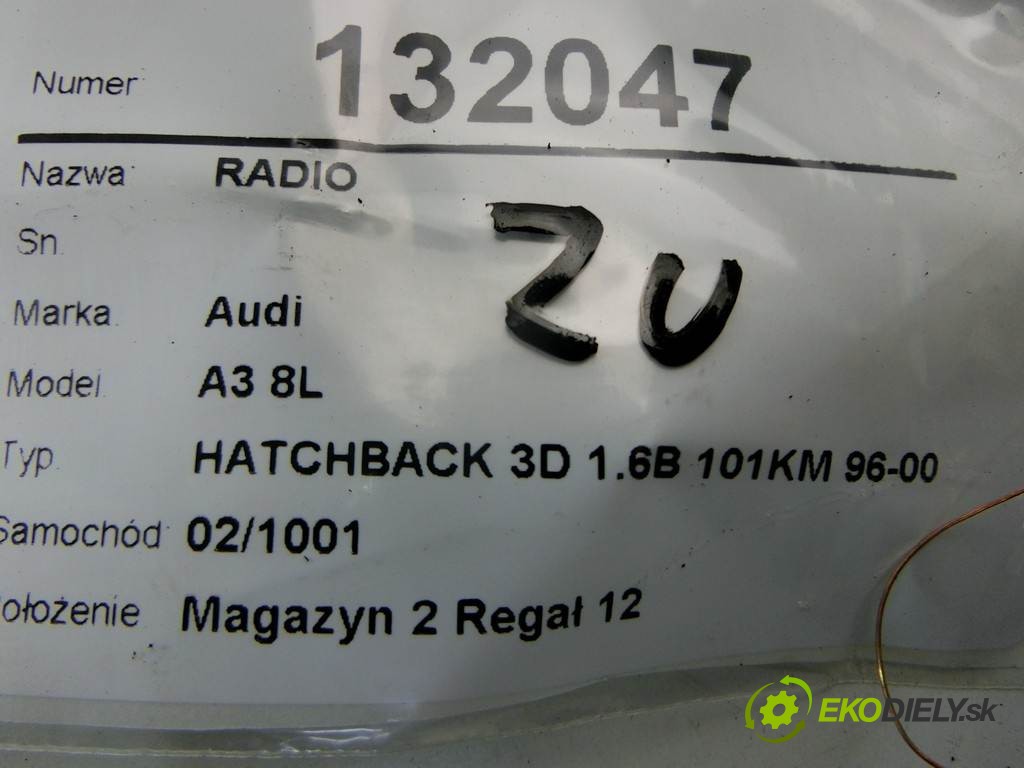 Numer 132047
Nazwa: RADIO
Sn.
ZU
Marka. Audi
Model. A3 8L
Typ. HATCHBACK 3D 1.6B 101KM 96-00
Samochód: 02/1001
ołożenie Magazyn 2 Regał 12
EKODIELY.sk